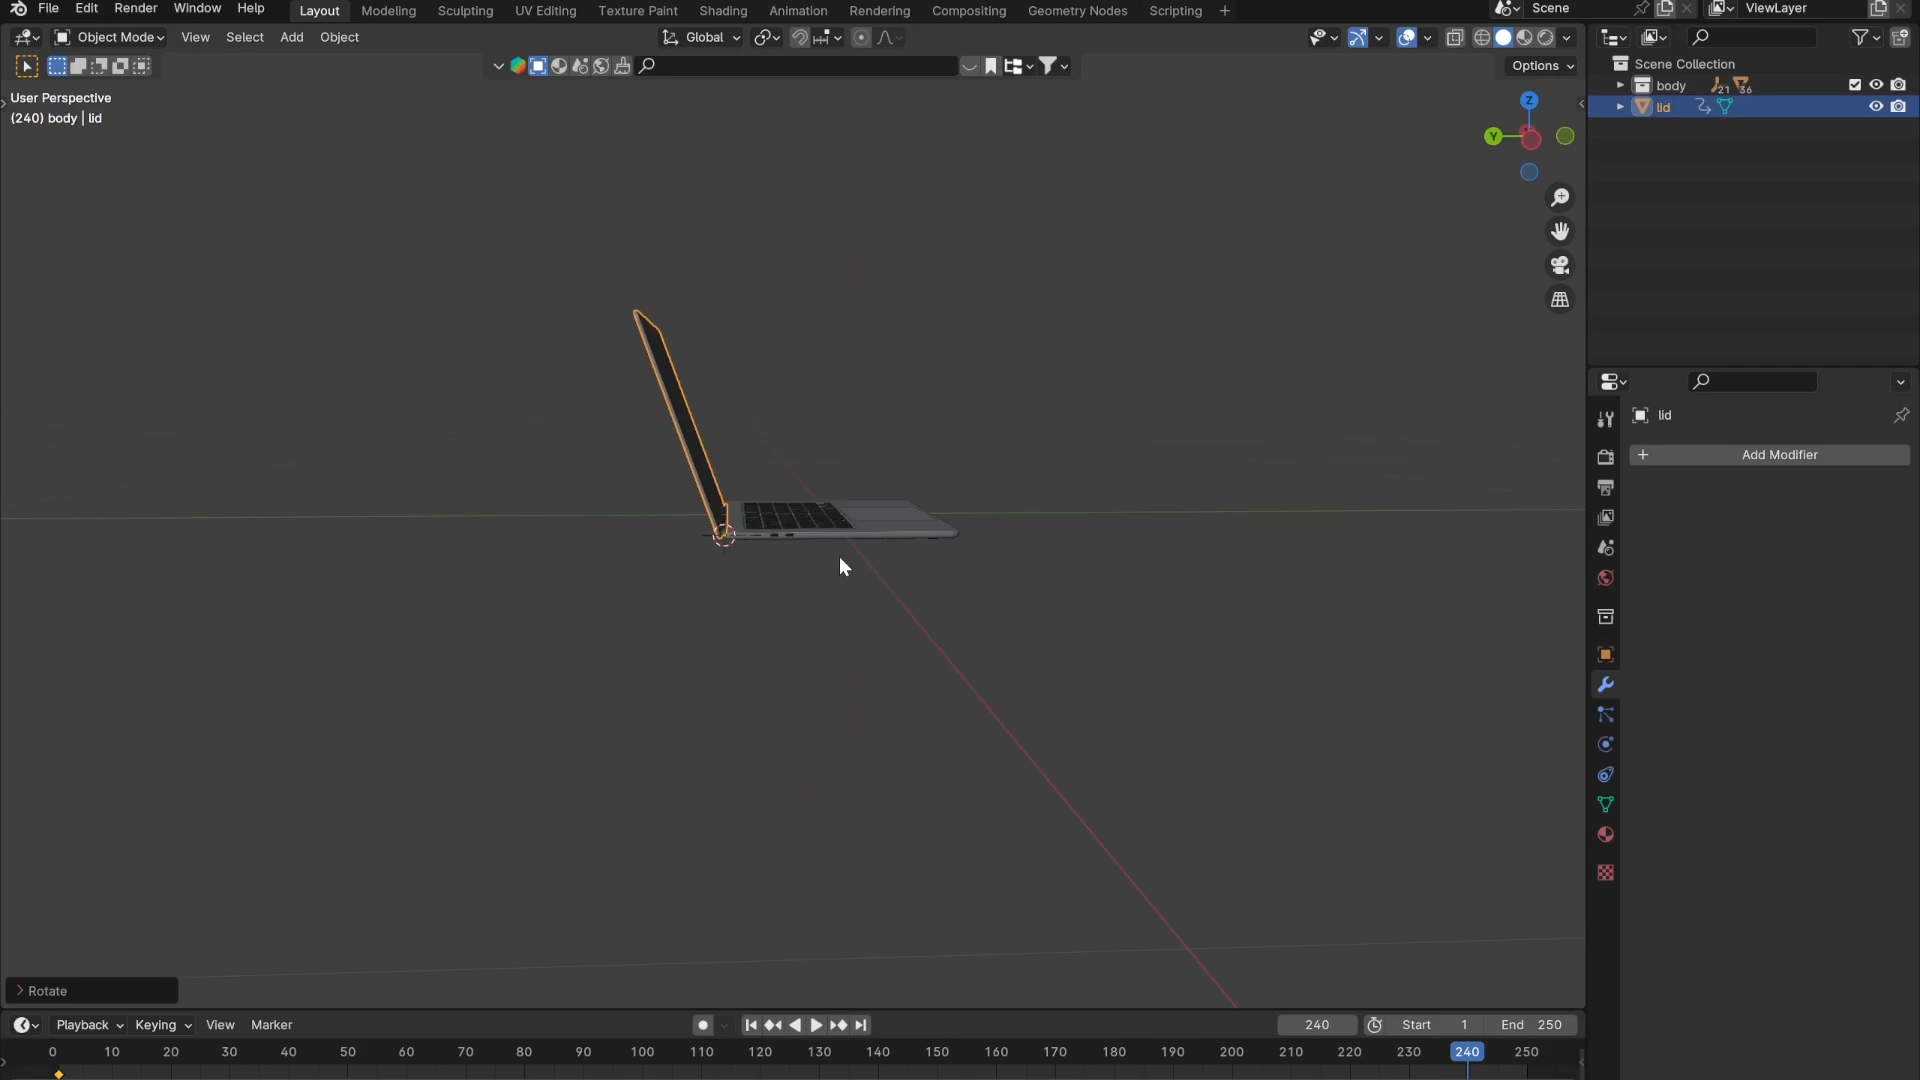 File Edit Render Window Help Layout Modeling Sculpting UV Editing Texture Paint Shading Animation Rendering Compositing Geometry Nodes Scripting + Scene ViewLayer
Object Mode View Select Add Object Global
Options
User Perspective
(240) body | lid
Z
Y
Scene Collection
body 21 36
lid
lid
+ Add Modifier
> Rotate
Playback Keying View Marker 240 Start 1 End 250
0 10 20 30 40 50 60 70 80 90 100 110 120 130 140 150 160 170 180 190 200 210 220 230 240 250